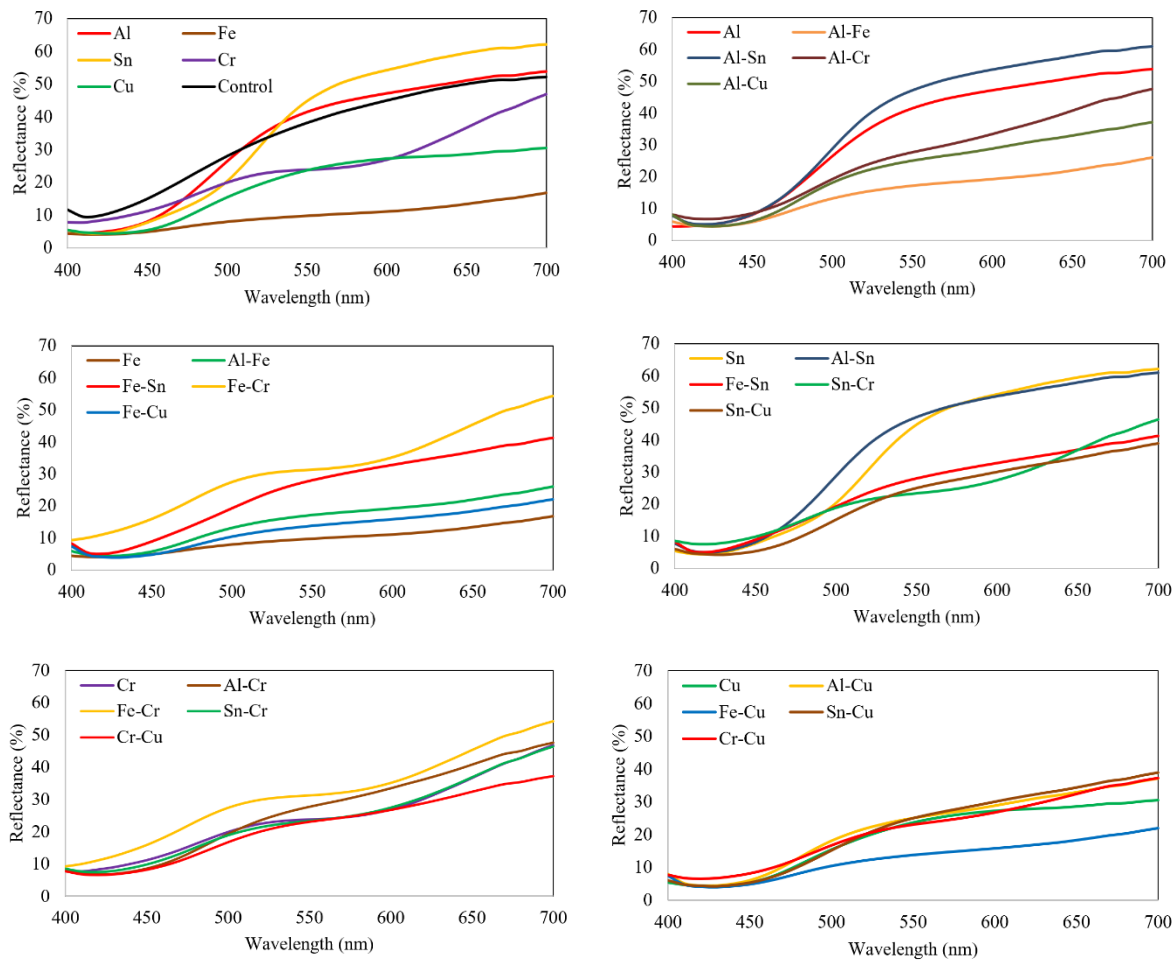 70
60
50
40
30
20
10
0
Reflectance (%)
Al Fe
Sn Cr
Cu Control
400 450 500 550 600 650 700
Wavelength (nm)
70
60
50
40
30
20
10
0
Reflectance (%)
Al Al-Fe
Al-Sn Al-Cr
Al-Cu
400 450 500 550 600 650 700
Wavelength (nm)
70
60
50
40
30
20
10
0
Reflectance (%)
Fe Al-Fe
Fe-Sn Fe-Cr
Fe-Cu
400 450 500 550 600 650 700
Wavelength (nm)
70
60
50
40
30
20
10
0
Reflectance (%)
Sn Al-Sn
Fe-Sn Sn-Cr
Sn-Cu
400 450 500 550 600 650 700
Wavelength (nm)
70
60
50
40
30
20
10
0
Reflectance (%)
Cr Al-Cr
Fe-Cr Sn-Cr
Cr-Cu
400 450 500 550 600 650 700
Wavelength (nm)
70
60
50
40
30
20
10
0
Reflectance (%)
Cu Al-Cu
Fe-Cu Sn-Cu
Cr-Cu
400 450 500 550 600 650 700
Wavelength (nm)